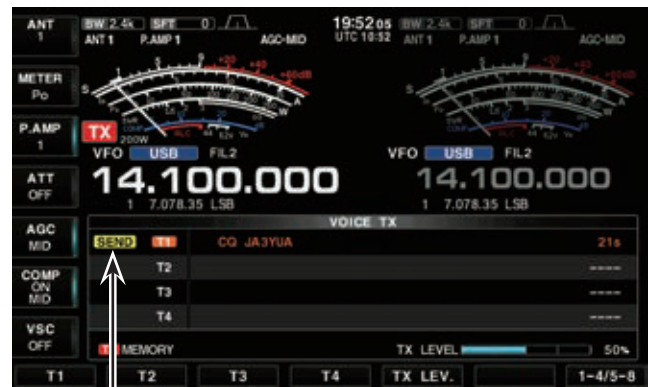 ANT
1
BW 2.4k SFT 0
19:52 05
BW 2.4k SFT 0
ANT 1 P.AMP 1 AGC-MID
UTC 10:52
ANT 1 P.AMP 1 AGC-MID
METER
Po
P.AMP
1
TX
200W
VFO USB FIL2
VFO USB FIL2
ATT
OFF
14.100.000
14.100.000
1 7.078.35 LSB
1 7.078.35 LSB
VOICE TX
AGC
MID
SEND T1 CQ JA3YUA 21s
T2 ----
COMP
ON
MID
T3 ----
T4 ----
VSC
OFF
MEMORY
TX LEVEL 50%
T1 T2 T3 T4 TX LEV. 1-4/5-8